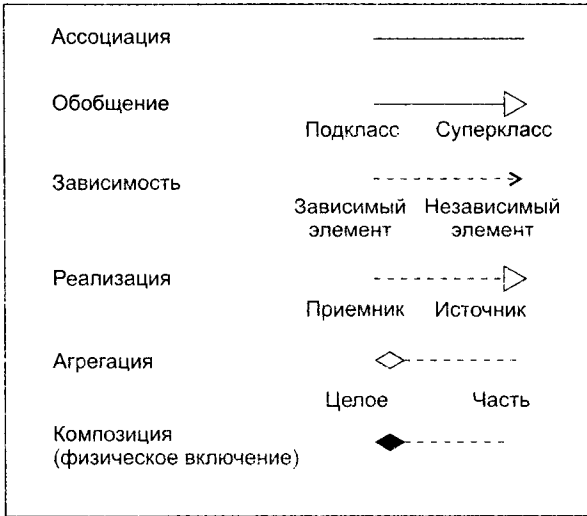 Ассоциация
Обобщение
Подкласс Суперкласс
Зависимость
Зависимый Независимый
элемент элемент
Реализация
Приемник Источник
Агрегация
Целое Часть
Композиция
(физическое включение)